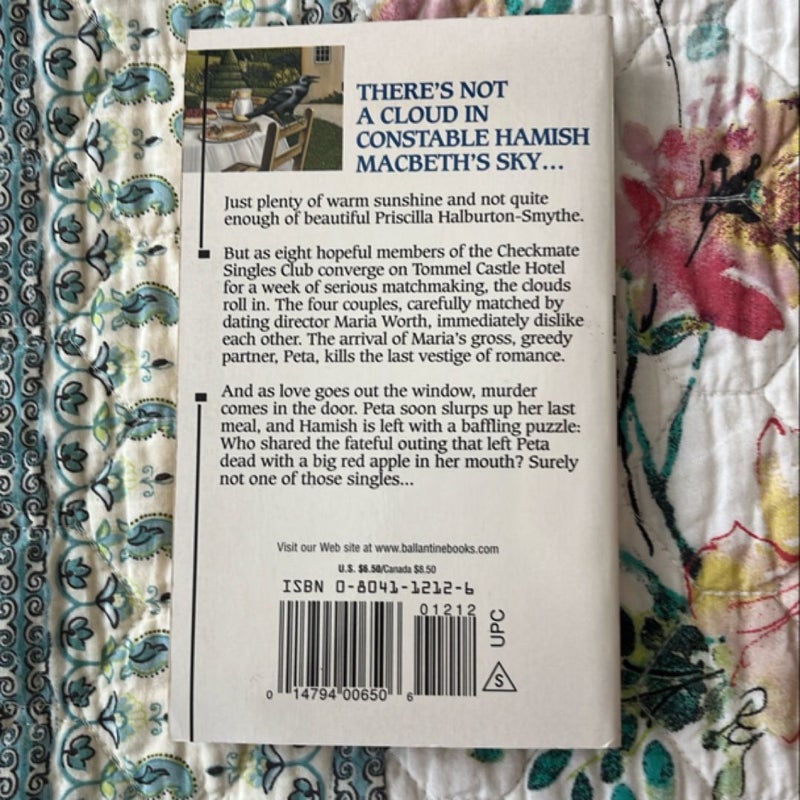 THERE'S NOT
A CLOUD IN
CONSTABLE HAMISH
MACBETH'S SKY...
Just plenty of warm sunshine and not quite
enough of beautiful Priscilla Halburton-Smythe.
But as eight hopeful members of the Checkmate
Singles Club converge on Tommel Castle Hotel
for a week of serious matchmaking, the clouds
roll in. The four couples, carefully matched by
dating director Maria Worth, immediately dislike
each other. The arrival of Maria's gross, greedy
partner, Peta, kills the last vestige of romance.
And as love goes out the window, murder
comes in the door. Peta soon slurps up her last
meal, and Hamish is left with a baffling puzzle:
Who shared the fateful outing that left Peta
dead with a big red apple in her mouth? Surely
not one of those singles...
Visit our Web site at www.ballantinebooks.com
U.S. $6.50/Canada $8.50
ISBN 0-8041-1212-6
01212
0 14794 00650 6
UPC
S